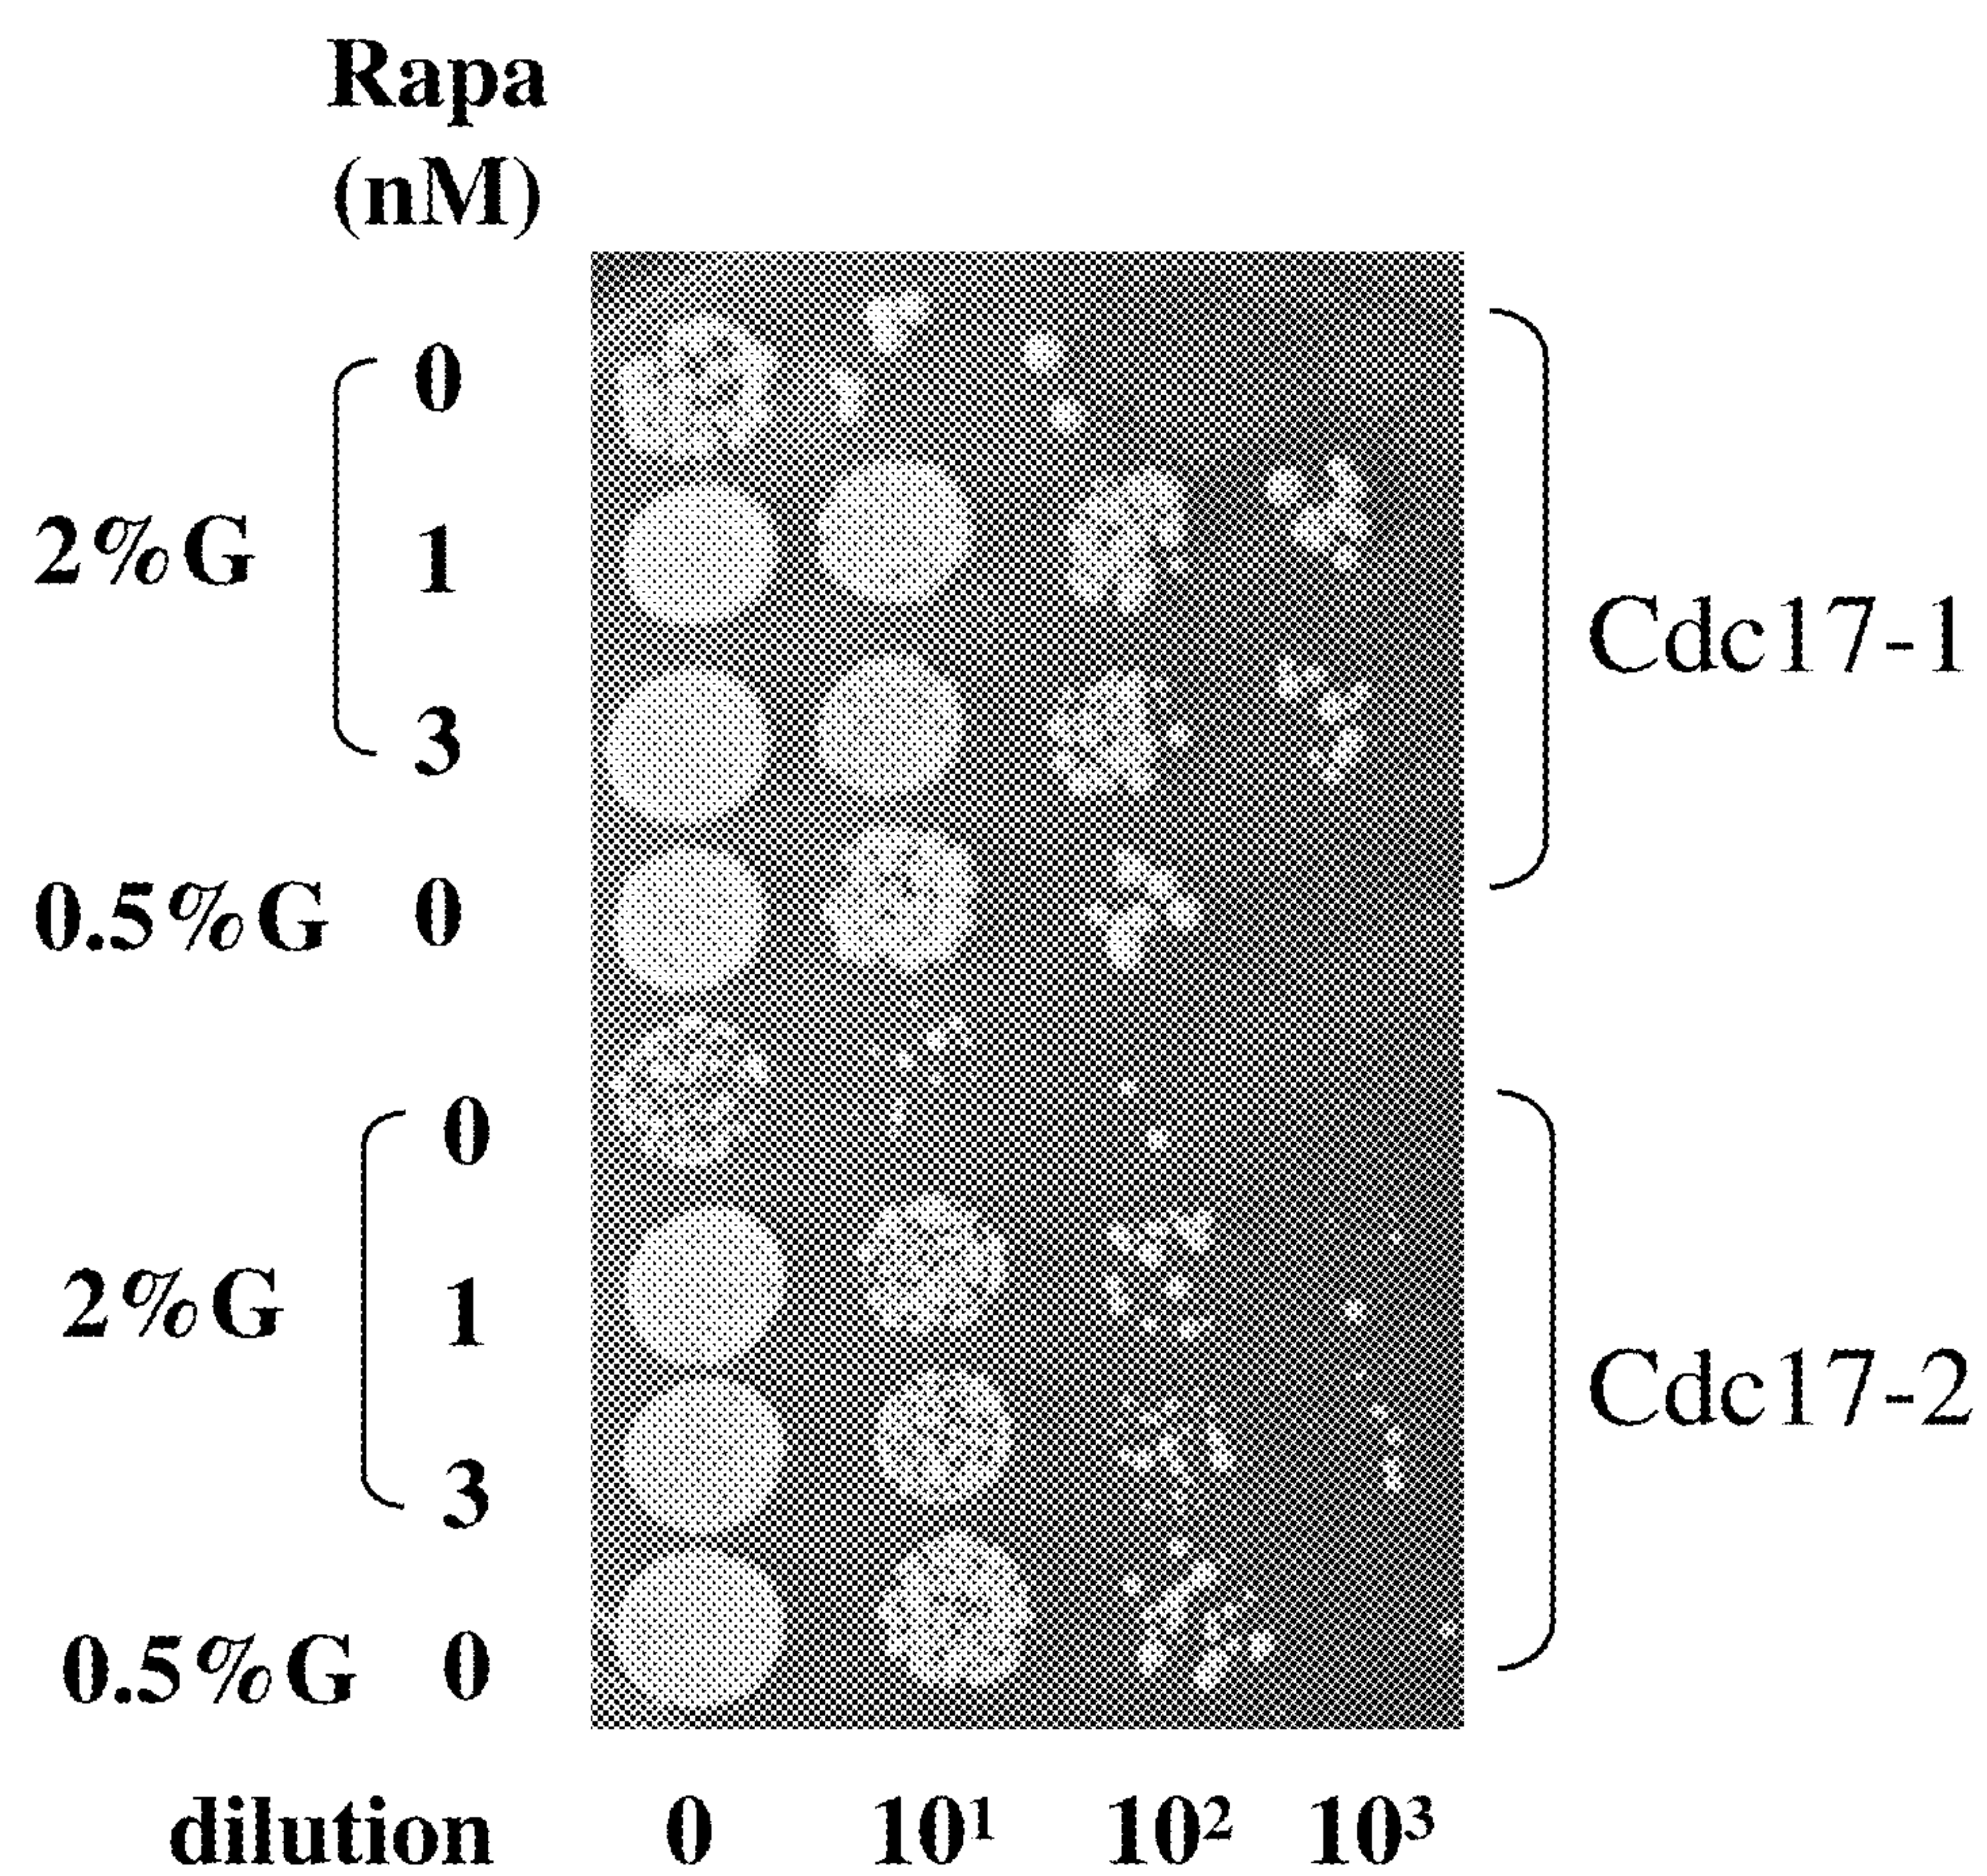 Rapa
(nM)
0
2%G 1
3
Cdc17-1
0.5%G 0
0
2%G 1
3
Cdc17-2
0.5%G 0
dilution 0 10¹ 10² 10³